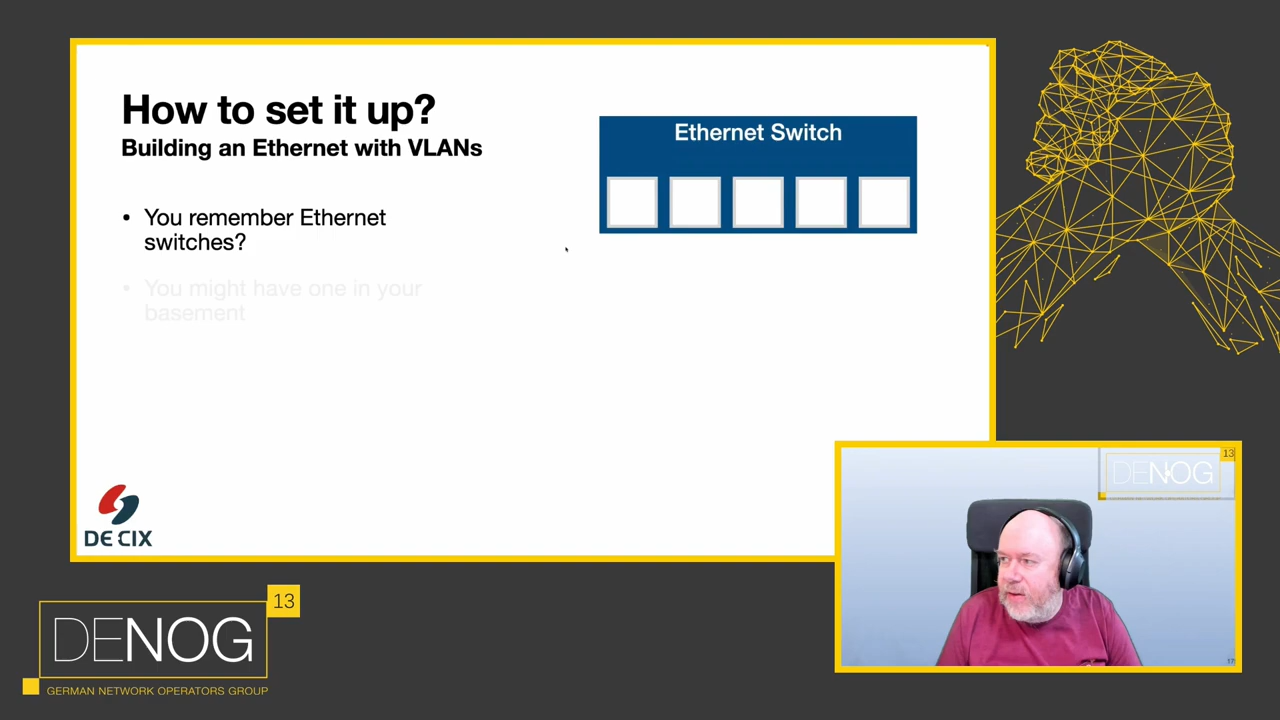 How to set it up?
Building an Ethernet with VLANs
• You remember Ethernet
switches?
• You might have one in your
basement
Ethernet Switch
DE CIX
13
DENOG
13
DENOG
GERMAN NETWORK OPERATORS GROUP